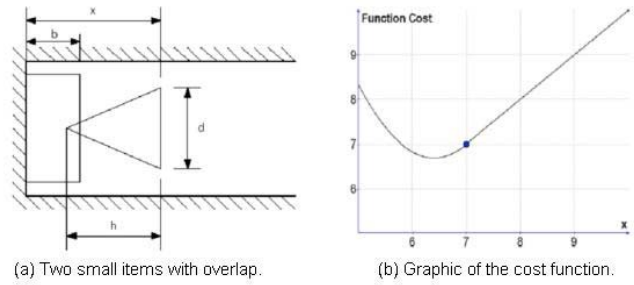 x
b
d
h
(a) Two small items with overlap.
Function Cost
9
8
7
6
6 7 8 9
x
(b) Graphic of the cost function.